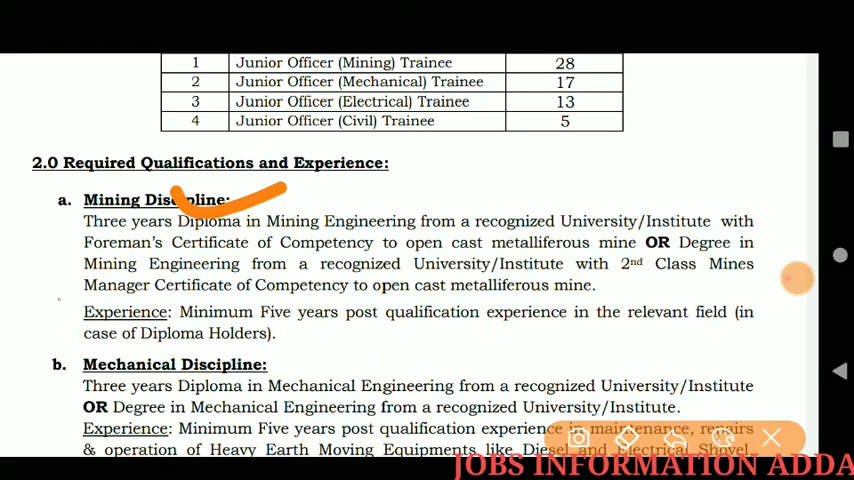 1 Junior Officer (Mining) Trainee 28
2 Junior Officer (Mechanical) Trainee 17
3 Junior Officer (Electrical) Trainee 13
4 Junior Officer (Civil) Trainee 5
2.0 Required Qualifications and Experience:
a. Mining Discipline:
Three years Diploma in Mining Engineering from a recognized University/Institute with
Foreman's Certificate of Competency to open cast metalliferous mine OR Degree in
Mining Engineering from a recognized University/Institute with 2nd Class Mines
Manager Certificate of Competency to open cast metalliferous mine.
Experience: Minimum Five years post qualification experience in the relevant field (in
case of Diploma Holders).
b. Mechanical Discipline:
Three years Diploma in Mechanical Engineering from a recognized University/Institute
OR Degree in Mechanical Engineering from a recognized University/Institute.
Experience: Minimum Five years post qualification experience in maintenance, repairs
& operation of Heavy Earth Moving Equipments like Diesel and Electrical Shovel,
JOBS INFORMATION ADDA